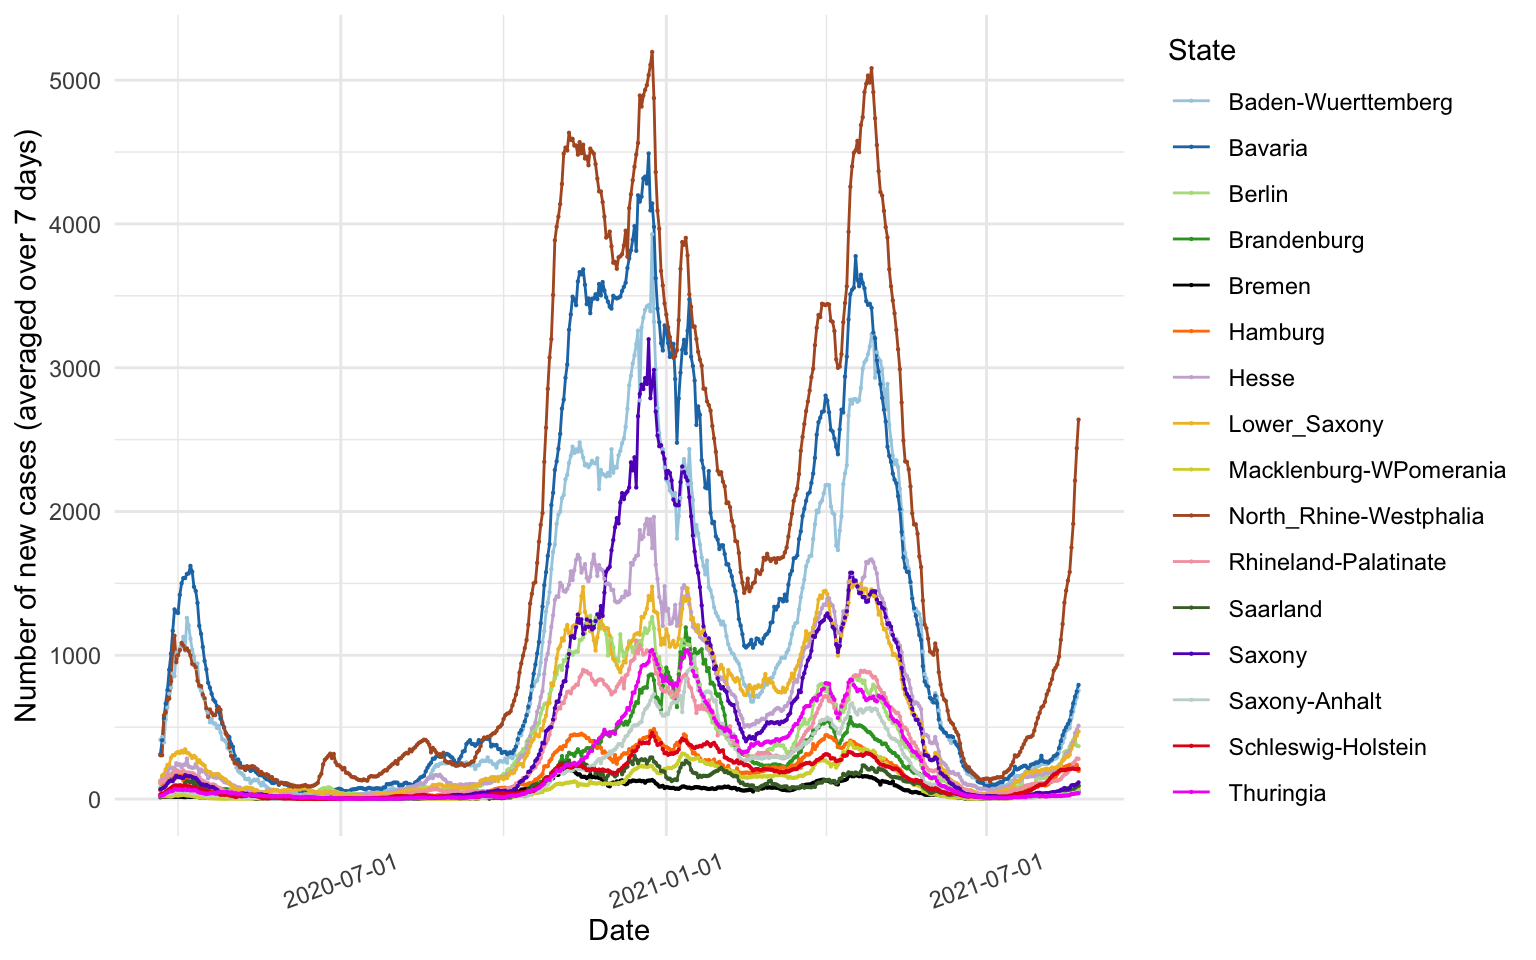 Number of new cases (averaged over 7 days)
5000
4000
3000
2000
1000
0
2020-07-01
2021-01-01
2021-07-01
Date
State
Baden-Wuerttemberg
Bavaria
Berlin
Brandenburg
Bremen
Hamburg
Hesse
Lower_Saxony
Macklenburg-WPomerania
North_Rhine-Westphalia
Rhineland-Palatinate
Saarland
Saxony
Saxony-Anhalt
Schleswig-Holstein
Thuringia